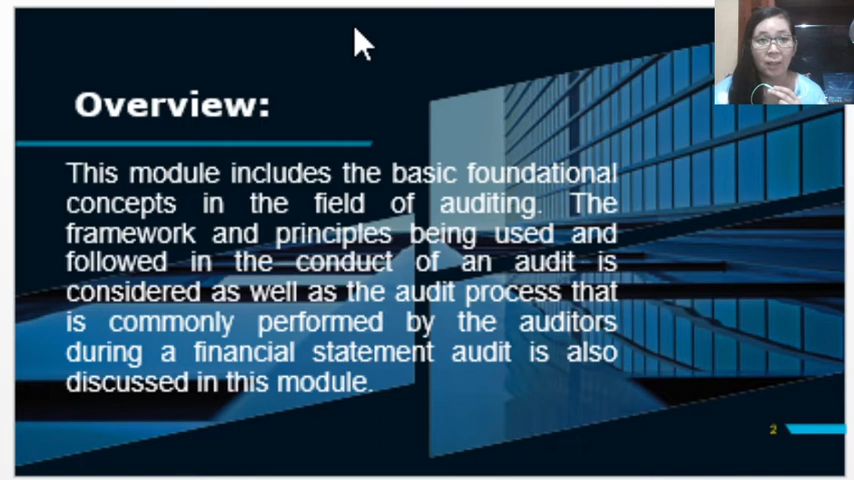 Overview:
This module includes the basic foundational
concepts in the field of auditing. The
framework and principles being used and
followed in the conduct of an audit is
considered as well as the audit process that
is commonly performed by the auditors
during a financial statement audit is also
discussed in this module.
2